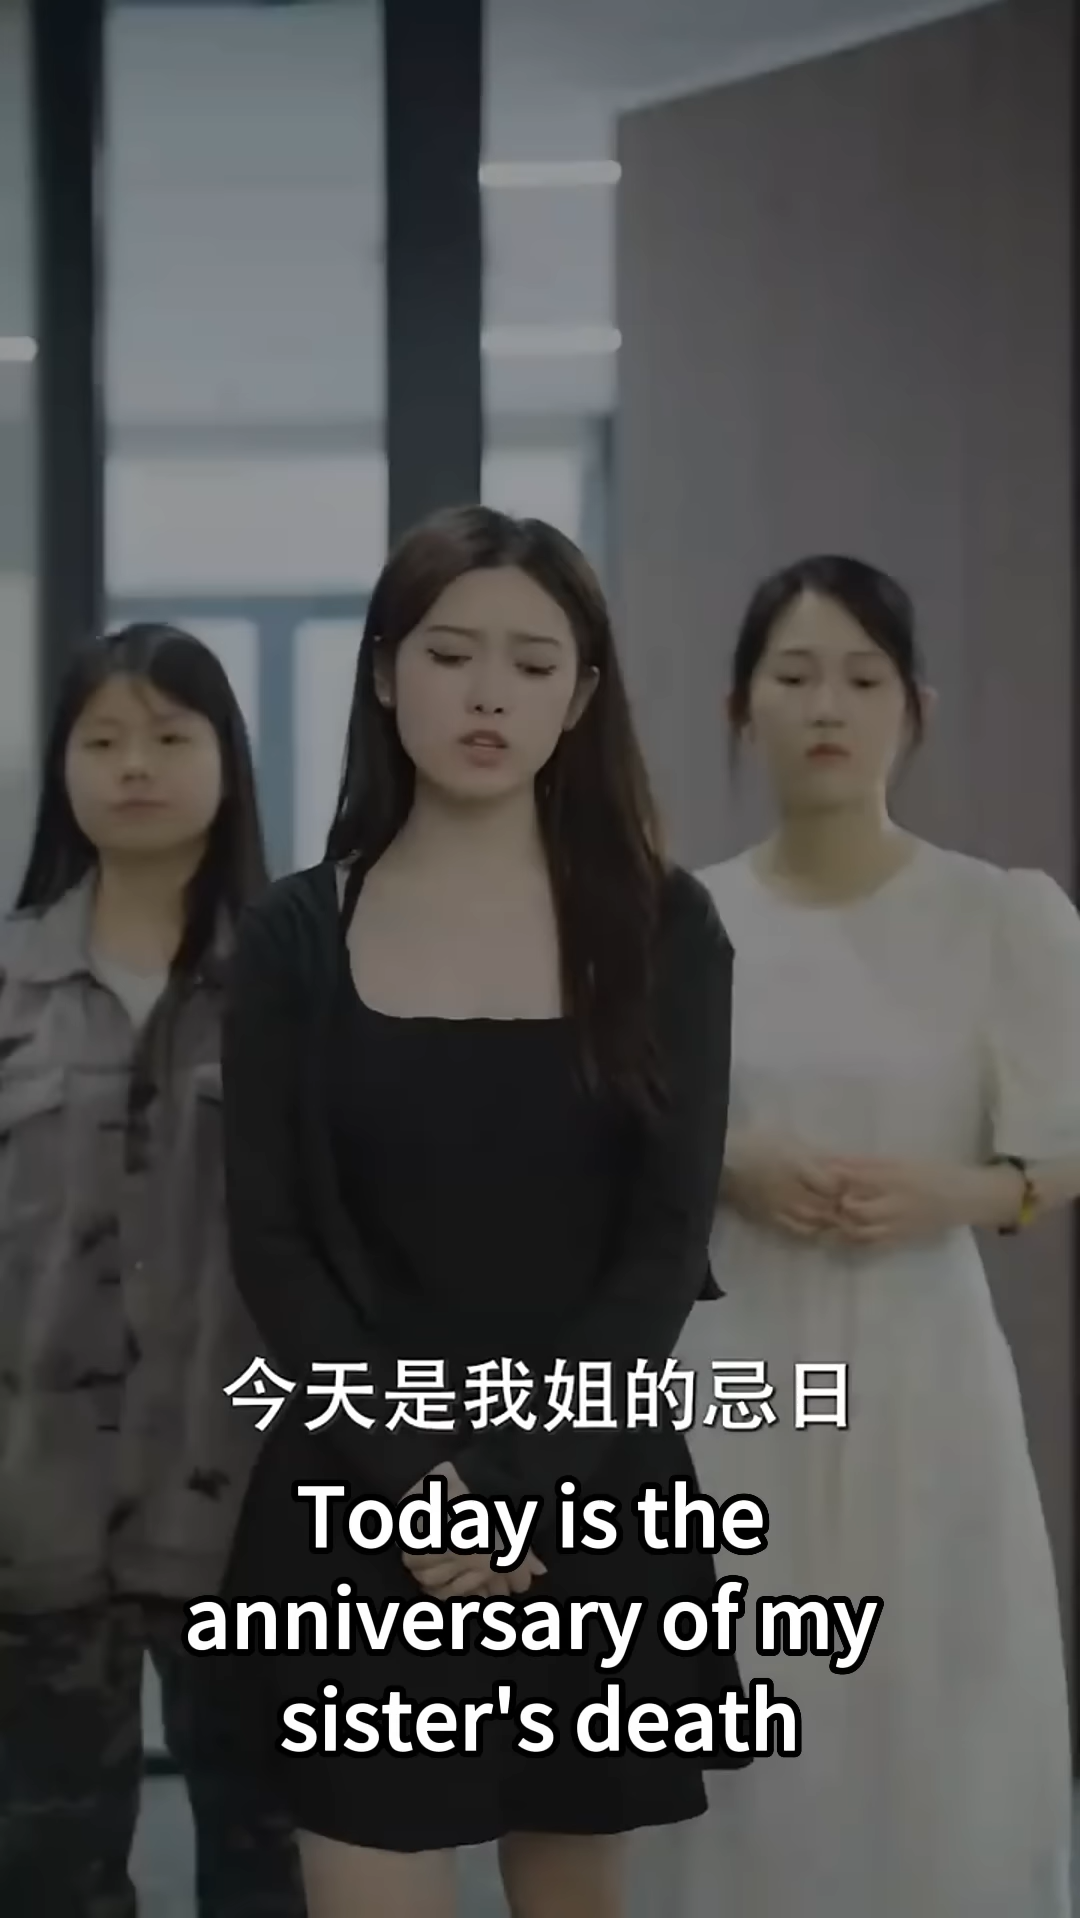 今天是我姐的忌日
Today is the
anniversary of my
sister's death